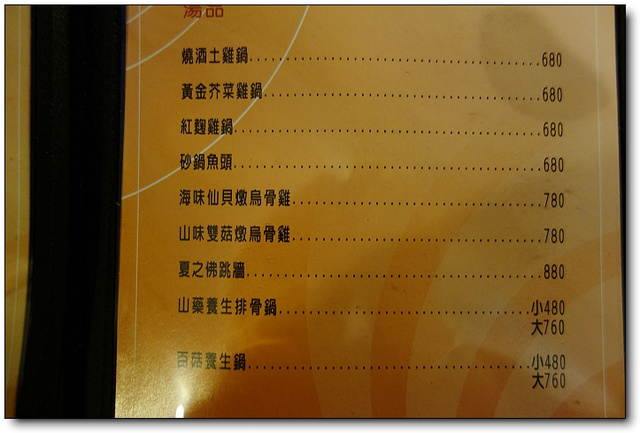 湯品
燒酒土雞鍋........................................680
黃金芥菜雞鍋......................................680
紅麴雞鍋..........................................680
砂鍋魚頭..........................................680
海味仙貝燉烏骨雞..................................780
山味雙菇燉烏骨雞..................................780
夏之佛跳牆........................................880
山藥養生排骨鍋....................................小480
大760
百菇養生鍋........................................小480
大760